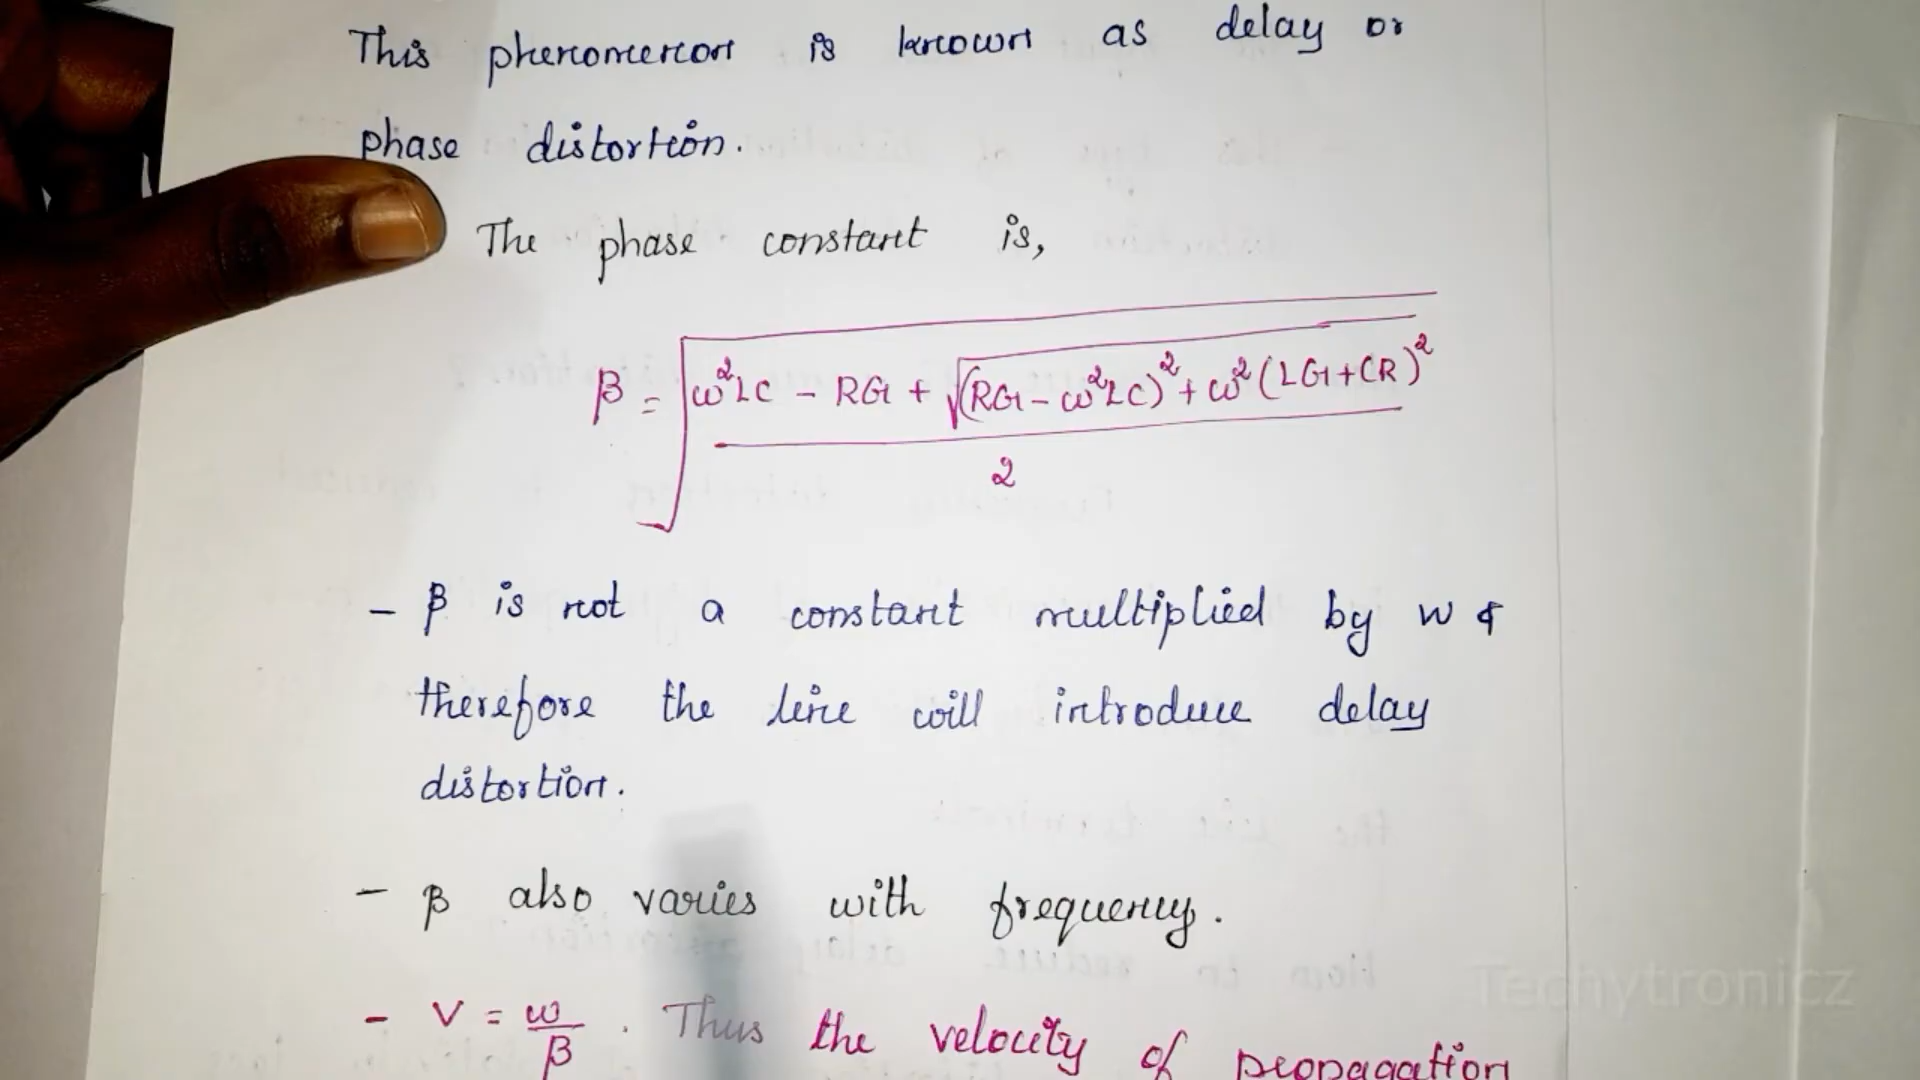 This phenomenon is known as delay or
phase distortion.
The phase constant is,
β = √((ω²LC - RG + √((RG - ω²LC)² + ω²(LG + CR)²)) / 2)
- β is not a constant multiplied by w &
therefore the line will introduce delay
distortion.
- β also varies with frequency.
- V = ω/β . Thus the velocity of propagation
Techytronicz